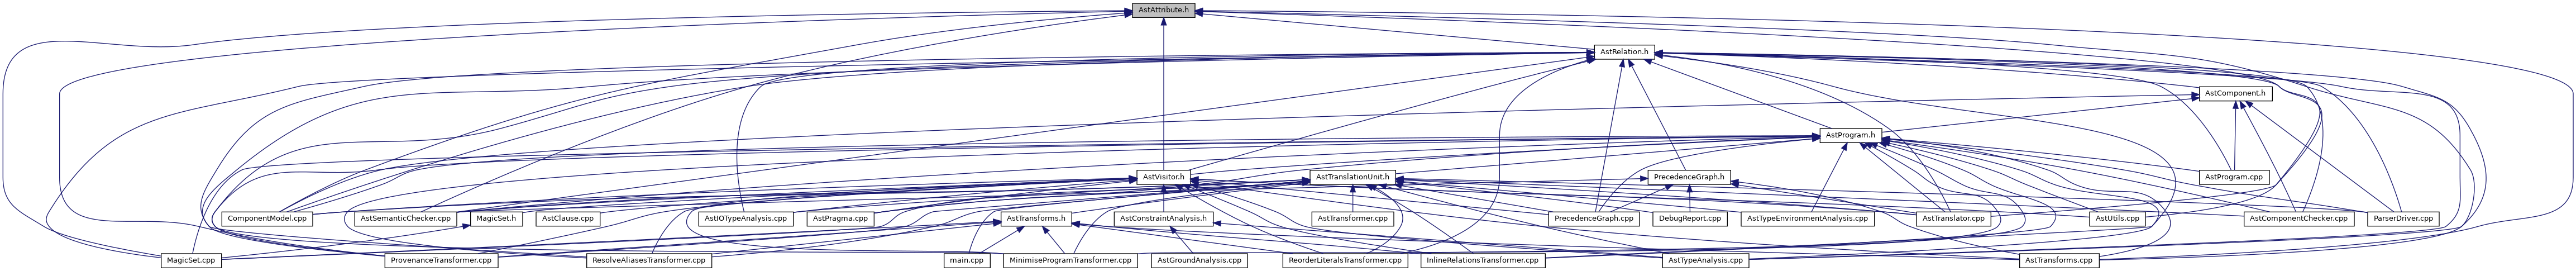 AstAttribute.h
AstRelation.h
AstComponent.h
AstProgram.h
AstVisitor.h
AstTranslationUnit.h
PrecedenceGraph.h
AstProgram.cpp
ComponentModel.cpp
AstSemanticChecker.cpp
MagicSet.h
AstClause.cpp
AstIOTypeAnalysis.cpp
AstPragma.cpp
AstTransforms.h
AstConstraintAnalysis.h
AstTransformer.cpp
PrecedenceGraph.cpp
DebugReport.cpp
AstTypeEnvironmentAnalysis.cpp
AstTranslator.cpp
AstUtils.cpp
AstComponentChecker.cpp
ParserDriver.cpp
MagicSet.cpp
ProvenanceTransformer.cpp
ResolveAliasesTransformer.cpp
main.cpp
MinimiseProgramTransformer.cpp
AstGroundAnalysis.cpp
ReorderLiteralsTransformer.cpp
InlineRelationsTransformer.cpp
AstTypeAnalysis.cpp
AstTransforms.cpp